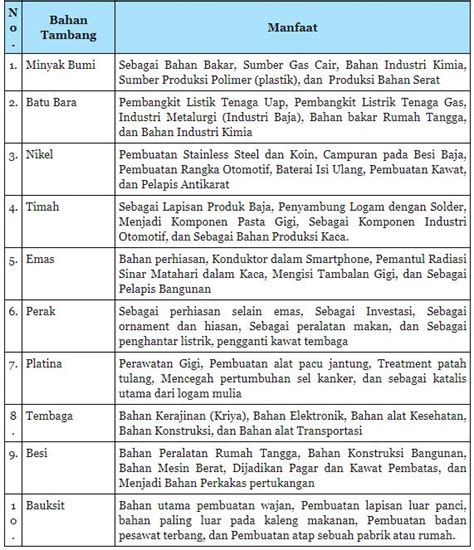 No. Bahan Tambang Manfaat
1. Minyak Bumi Sebagai Bahan Bakar, Sumber Gas Cair, Bahan Industri Kimia,
Sumber Produksi Polimer (plastik), dan Produksi Bahan Serat
2. Batu Bara Pembangkit Listik Tenaga Uap, Pembangkit Listrik Tenaga Gas,
Industri Metalurgi (Industri Baja), Bahan bakar Rumah Tangga,
dan Bahan Industri Kimia
3. Nikel Pembuatan Stainless Steel dan Koin, Campuran pada Besi Baja,
Pembuatan Rangka Otomotif, Baterai Isi Ulang, Pembuatan Kawat,
dan Pelapis Antikarat
4. Timah Sebagai Lapisan Produk Baja, Penyambung Logam dengan Solder,
Menjadi Komponen Pasta Gigi, Sebagai Komponen Industri
Otomotif, dan Sebagai Bahan Produksi Kaca.
5. Emas Bahan perhiasan, Konduktor dalam Smartphone, Pemantul Radiasi
Sinar Matahari dalam Kaca, Mengisi Tambalan Gigi, dan Sebagai
Pelapis Bangunan
6. Perak Sebagai perhiasan selain emas, Sebagai Investasi, Sebagai
ornament dan hiasan, Sebagai peralatan makan, dan Sebagai
penghantar listrik, pengganti kawat tembaga
7. Platina Perawatan Gigi, Pembuatan alat pacu jantung, Treatment patah
tulang, Mencegah pertumbuhan sel kanker, dan sebagai katalis
utama dari logam mulia
8. Tembaga Bahan Kerajinan (Kriya), Bahan Elektronik, Bahan alat Kesehatan,
Bahan Konstruksi, dan Bahan alat Transportasi
9. Besi Bahan Peralatan Rumah Tangga, Bahan Konstruksi Bangunan,
Bahan Mesin Berat, Dijadikan Pagar dan Kawat Pembatas, dan
Menjadi Bahan Perkakas pertukangan
10. Bauksit Bahan utama pembuatan wajan, Pembuatan lapisan luar panci,
bahan paling luar pada kaleng makanan, Pembuatan badan
pesawat terbang, dan Pembuatan atap sebuah pabrik atau rumah.